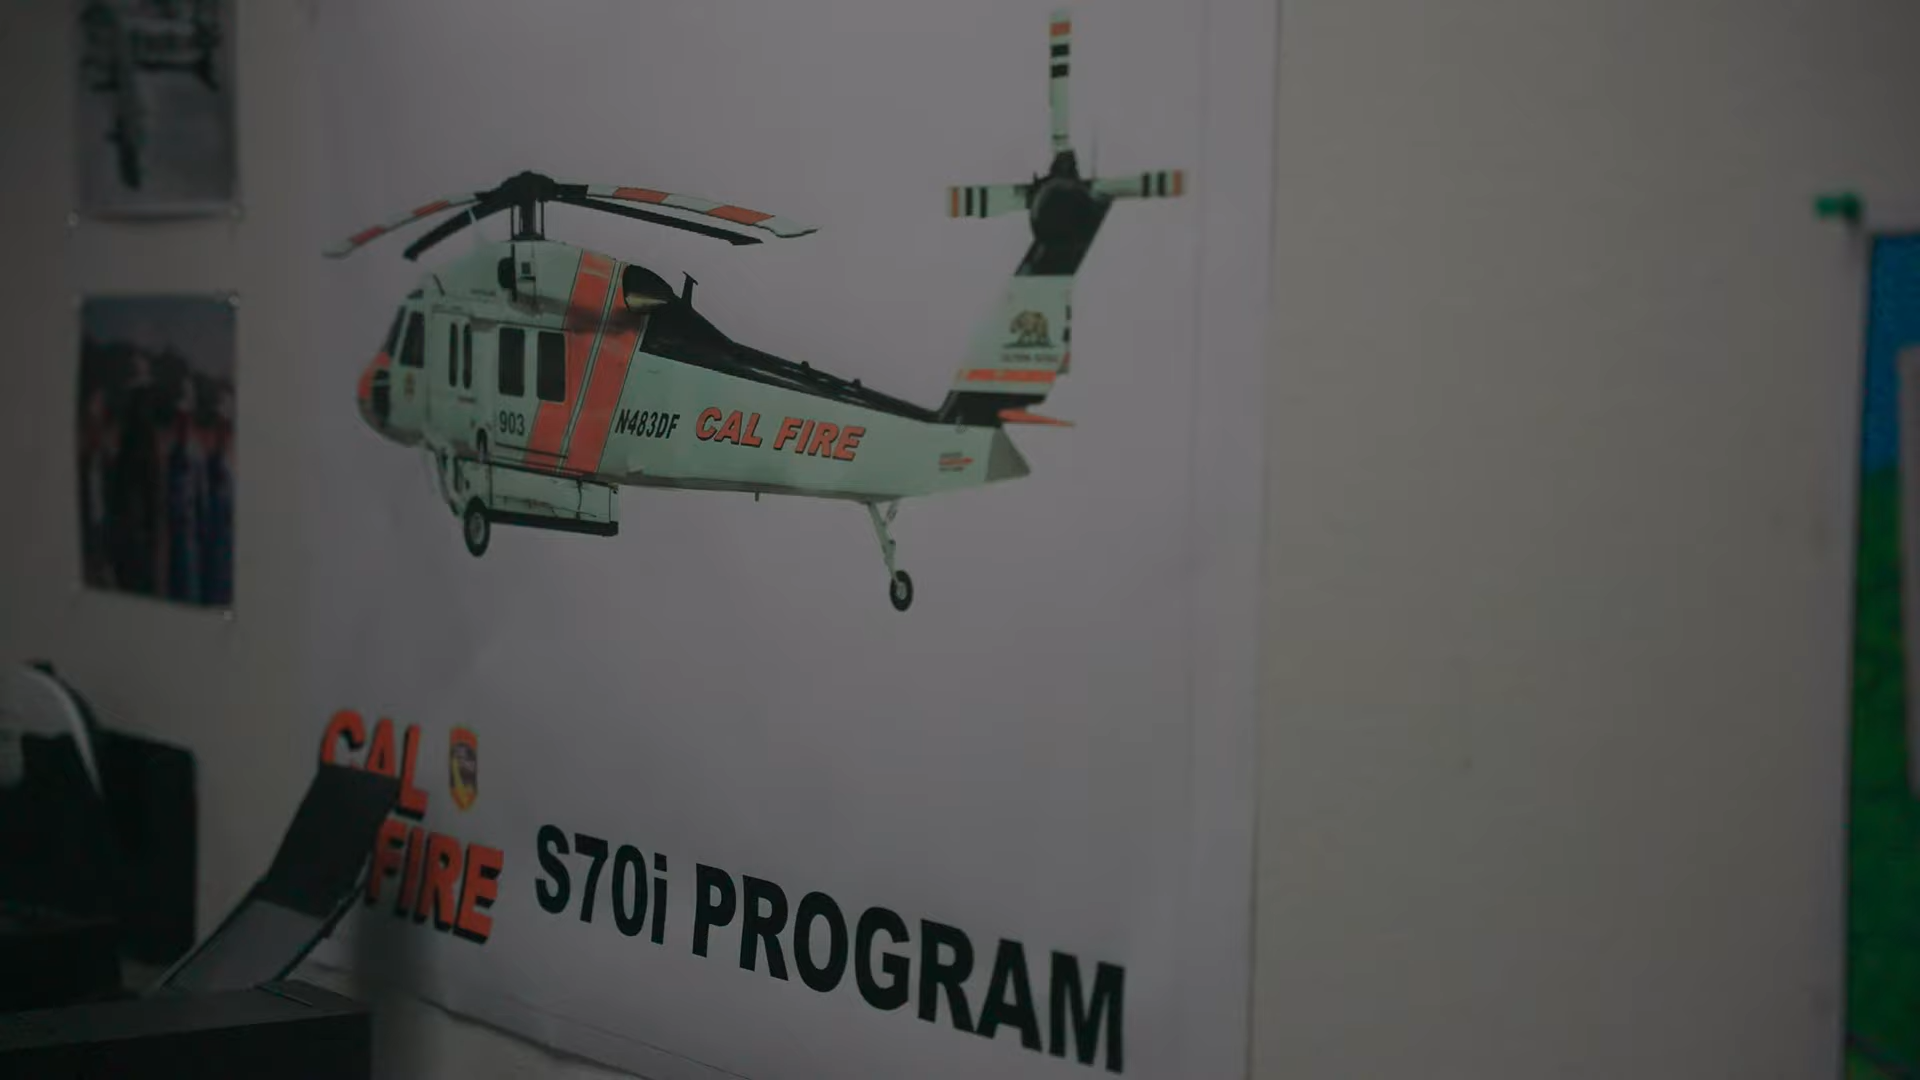 903
N483DF
CAL FIRE
CAL
FIRE
S70i PROGRAM